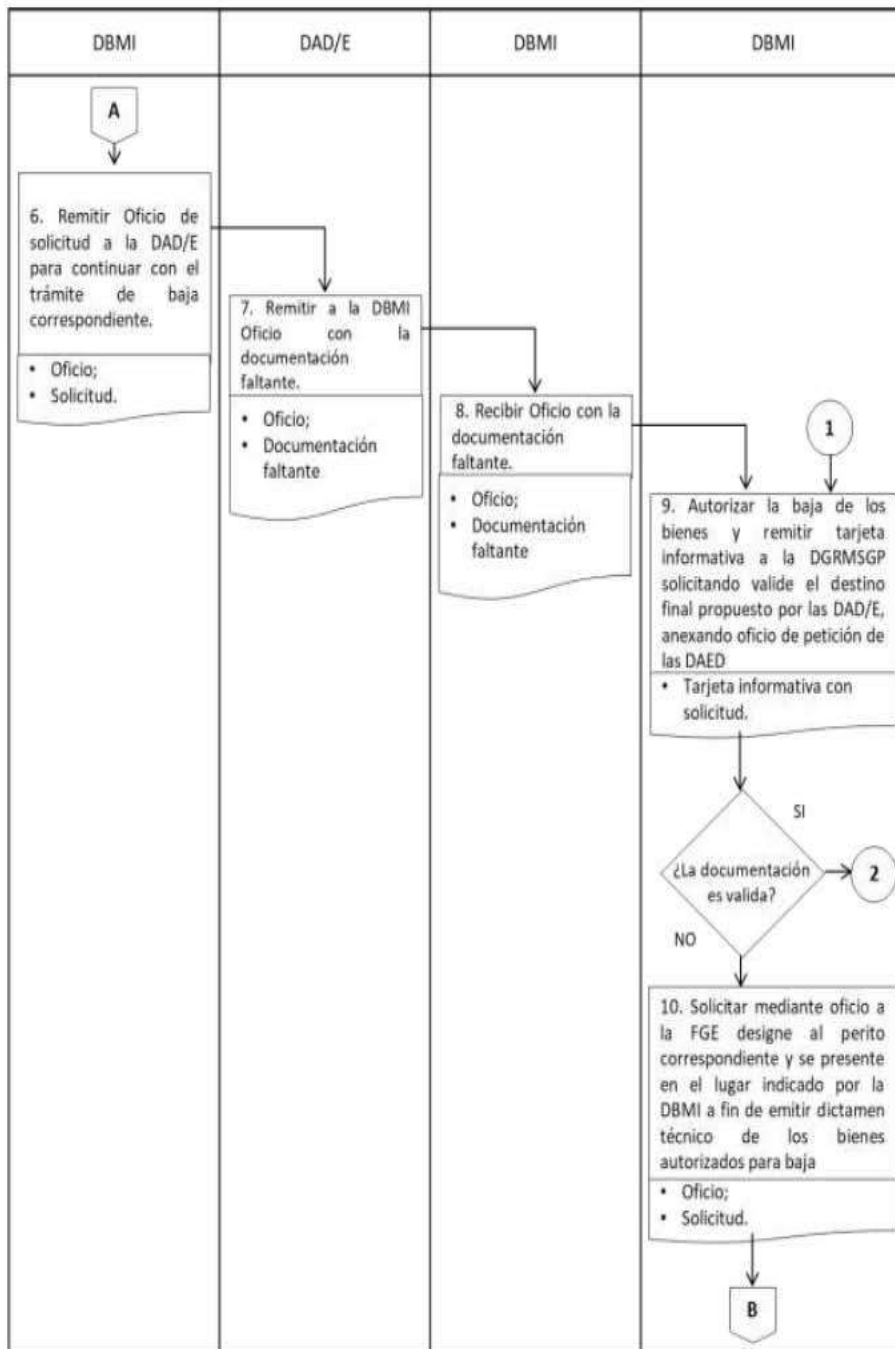 DBMI
DAD/E
DBMI
DBMI
A
6. Remitir Oficio de
solicitud a la DAD/E
para continuar con el
trámite de baja
correspondiente.
• Oficio;
• Solicitud.
7. Remitir a la DBMI
Oficio con la
documentación
faltante.
• Oficio;
• Documentación
faltante
8. Recibir Oficio con la
documentación
faltante.
• Oficio;
• Documentación
faltante
1
9. Autorizar la baja de los
bienes y remitir tarjeta
informativa a la DGRMSGP
solicitando valide el destino
final propuesto por las DAD/E,
anexando oficio de petición de
las DAED
• Tarjeta informativa con
solicitud.
SI
¿La documentación
es valida?
2
NO
10. Solicitar mediante oficio a
la FGE designe al perito
correspondiente y se presente
en el lugar indicado por la
DBMI a fin de emitir dictamen
técnico de los bienes
autorizados para baja
• Oficio;
• Solicitud.
B